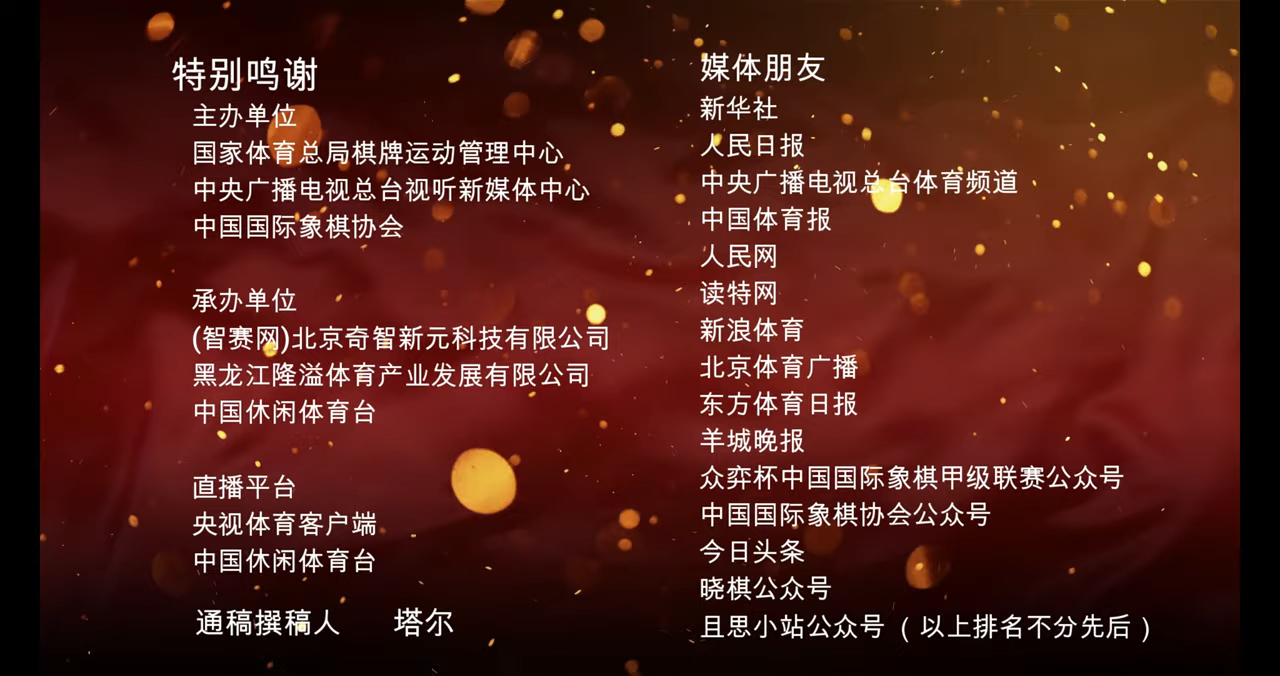 特别鸣谢
主办单位
国家体育总局棋牌运动管理中心
中央广播电视总台视听新媒体中心
中国国际象棋协会
承办单位
(智赛网)北京奇智新元科技有限公司
黑龙江隆溢体育产业发展有限公司
中国休闲体育台
直播平台
央视体育客户端
中国休闲体育台
通稿撰稿人 塔尔
媒体朋友
新华社
人民日报
中央广播电视总台体育频道
中国体育报
人民网
读特网
新浪体育
北京体育广播
东方体育日报
羊城晚报
众弈杯中国国际象棋甲级联赛公众号
中国国际象棋协会公众号
今日头条
晓棋公众号
且思小站公众号（以上排名不分先后）